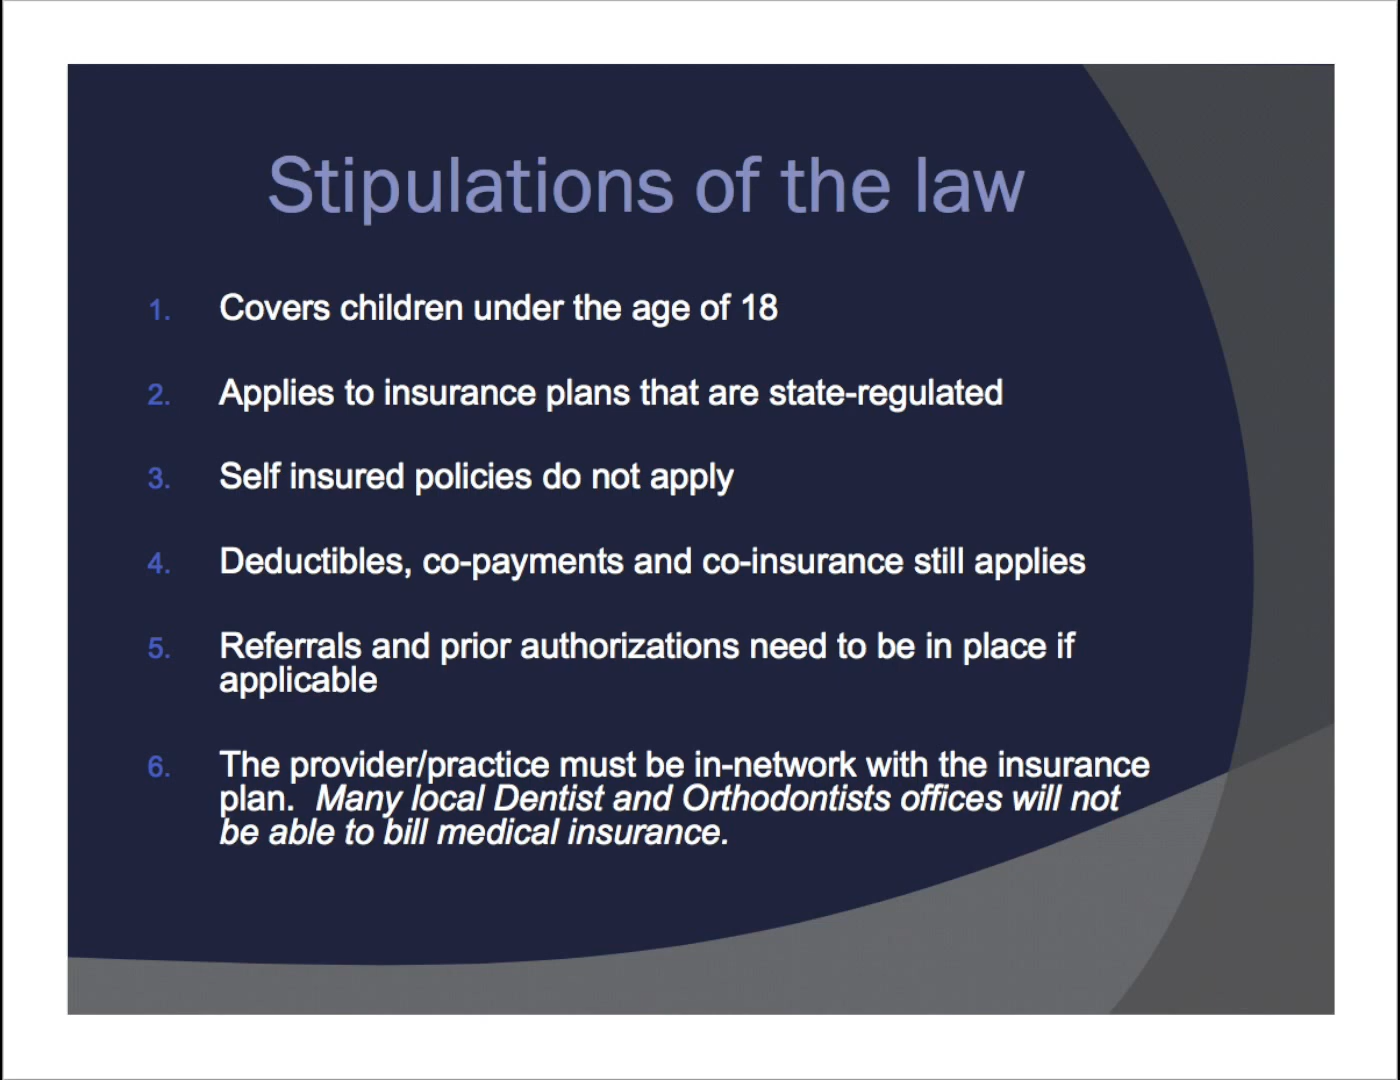 Stipulations of the law
1. Covers children under the age of 18
2. Applies to insurance plans that are state-regulated
3. Self insured policies do not apply
4. Deductibles, co-payments and co-insurance still applies
5. Referrals and prior authorizations need to be in place if
applicable
6. The provider/practice must be in-network with the insurance
plan.  Many local Dentist and Orthodontists offices will not
be able to bill medical insurance.